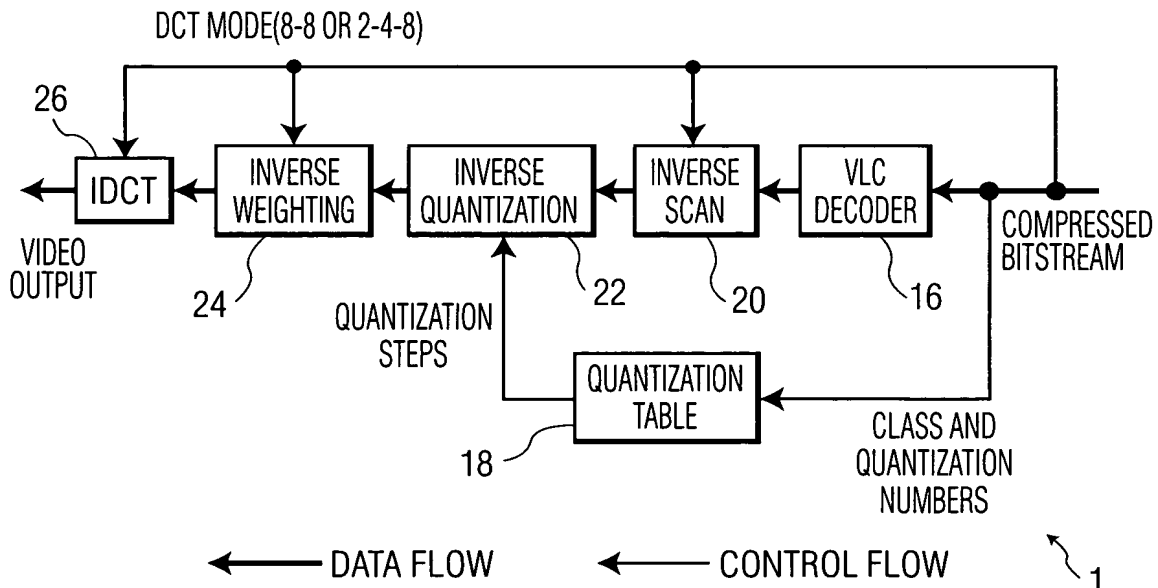 DCT MODE(8-8 OR 2-4-8)
26
IDCT
INVERSE
WEIGHTING
INVERSE
QUANTIZATION
INVERSE
SCAN
VLC
DECODER
COMPRESSED
BITSTREAM
VIDEO
OUTPUT
24
22
20
16
QUANTIZATION
STEPS
QUANTIZATION
TABLE
18
CLASS AND
QUANTIZATION
NUMBERS
DATA FLOW
CONTROL FLOW
1